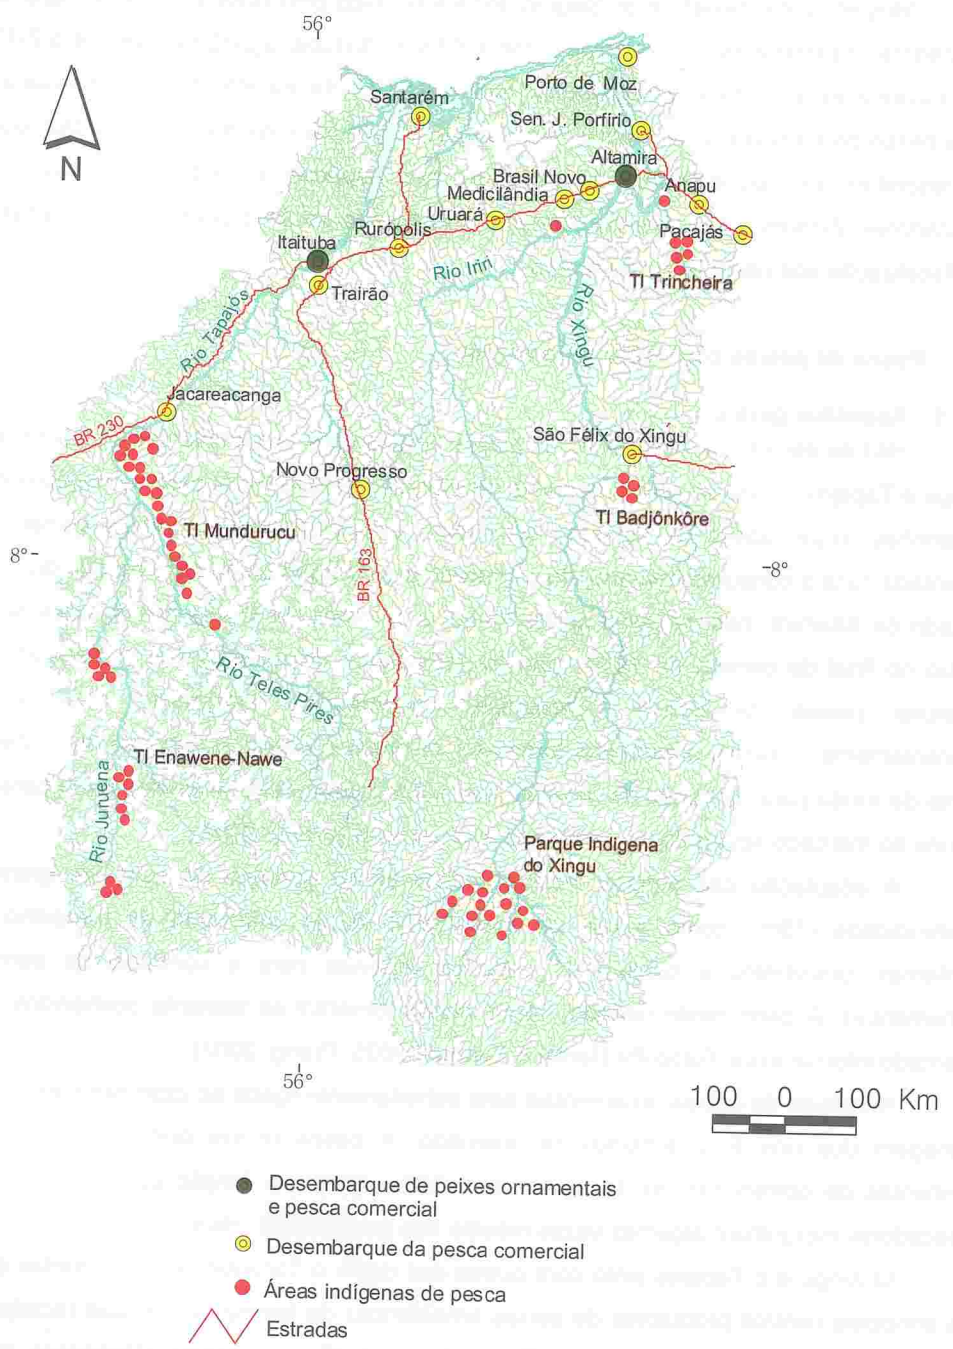 56°
N
Santarém
Porto de Moz
Sen. J. Porfírio
Altamira
Brasil Novo
Medicilândia
Anapu
Uruará
Pacajás
Rurópolis
Itaituba
Rio Iriri
TI Trincheira
Trairão
Rio Xingu
Rio Tapajós
Jacareacanga
BR 230
São Félix do Xingu
Novo Progresso
TI Badjônkôre
TI Mundurucu
8°
8°
BR 163
Rio Teles Pires
TI Enawene-Nawe
Rio Juruena
Parque Indigena
do Xingu
56°
100 0 100 Km
Desembarque de peixes ornamentais
e pesca comercial
Desembarque da pesca comercial
Áreas indígenas de pesca
Estradas